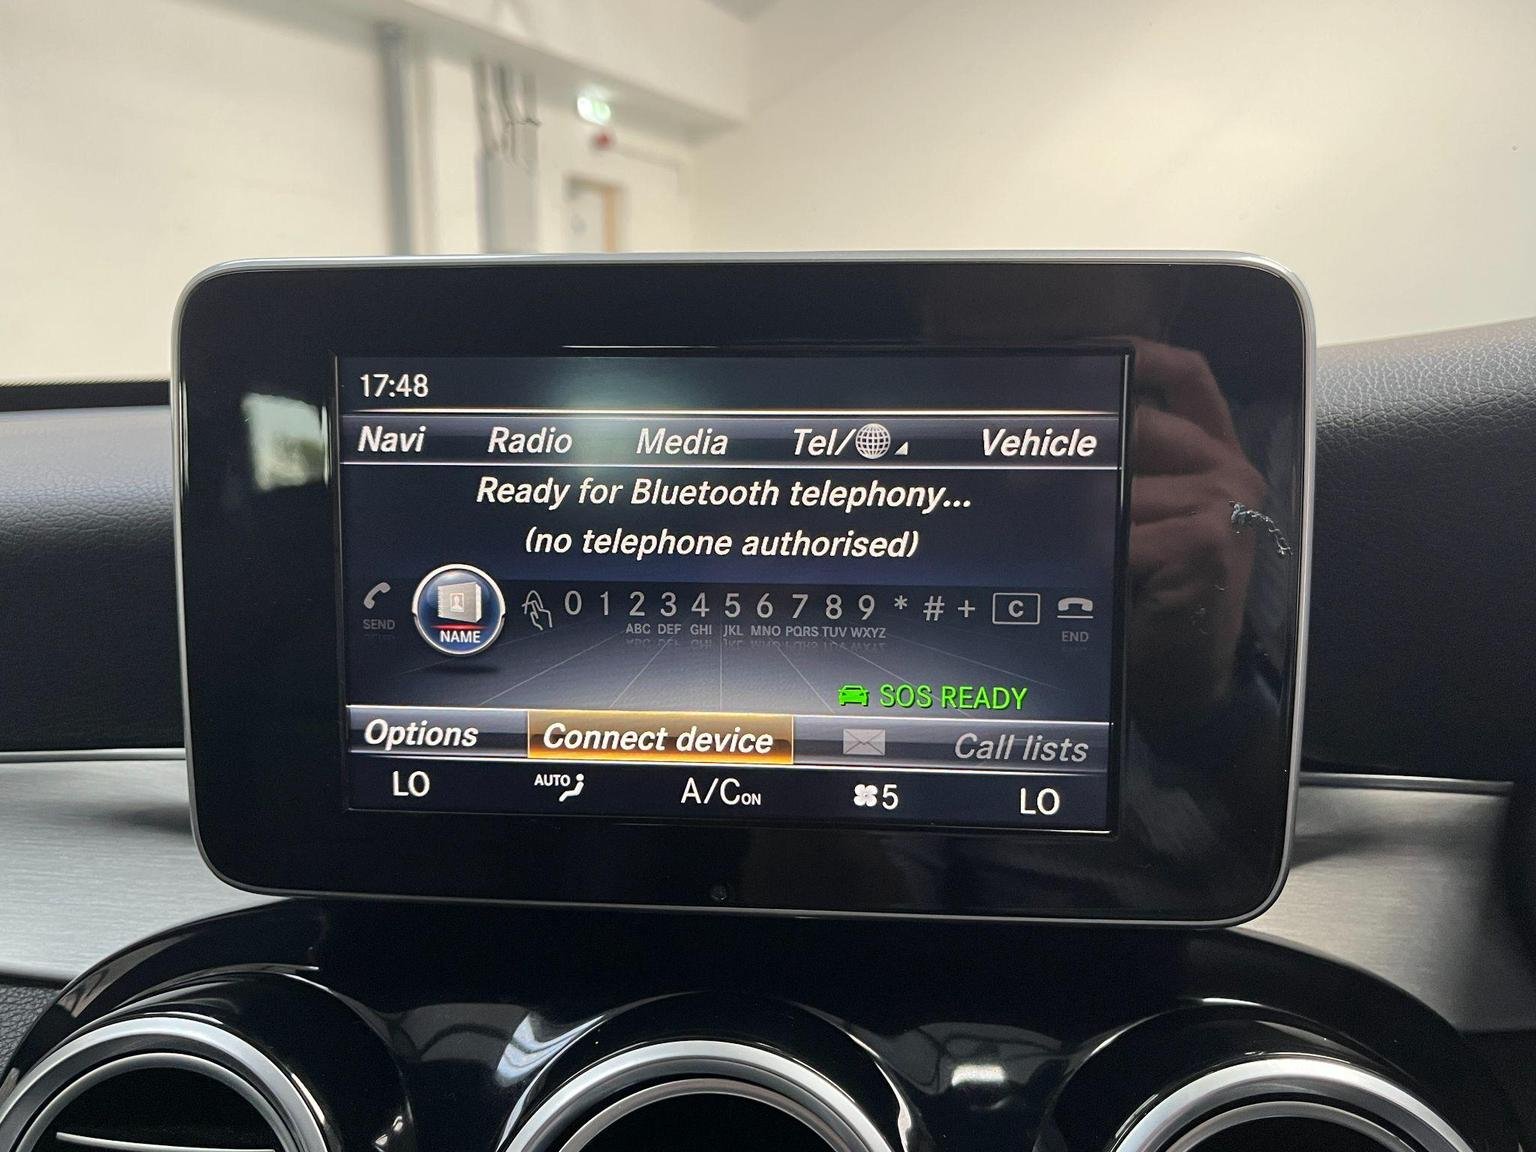 17:48
Navi Radio Media Tel/ Vehicle
Ready for Bluetooth telephony...
(no telephone authorised)
SEND NAME 0 1 2 3 4 5 6 7 8 9 * # + C END
ABC DEF GHI JKL MNO PQRS TUV WXYZ
SOS READY
Options Connect device Call lists
LO AUTO A/C ON 5 LO